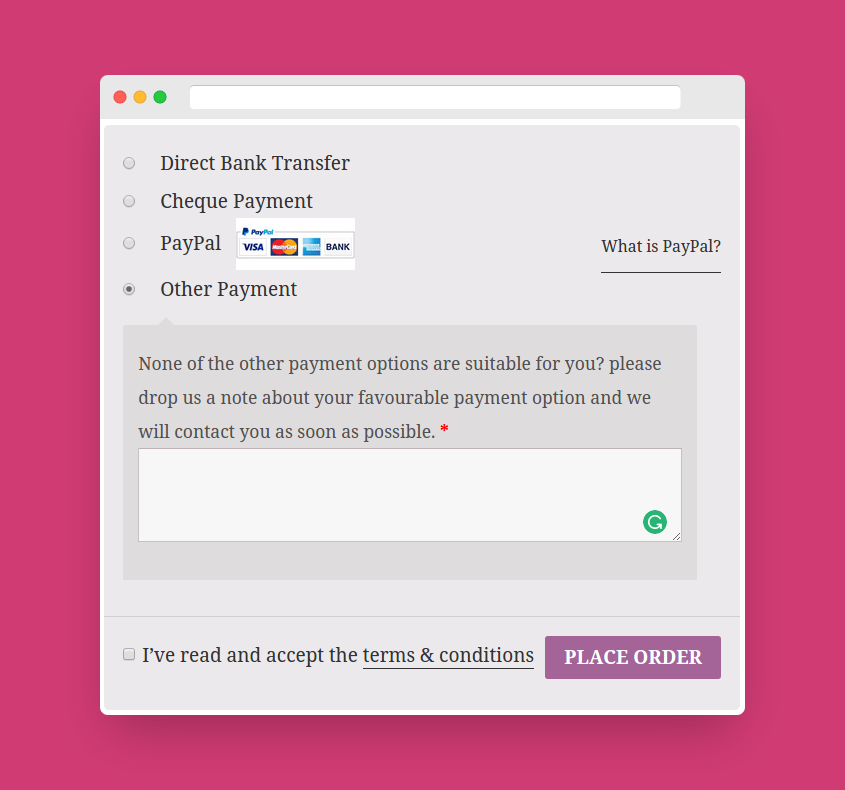 Direct Bank Transfer
Cheque Payment
PayPal PayPal VISA MasterCard AMERICAN EXPRESS BANK What is PayPal?
Other Payment
None of the other payment options are suitable for you? please
drop us a note about your favourable payment option and we
will contact you as soon as possible. *
I’ve read and accept the terms & conditions PLACE ORDER